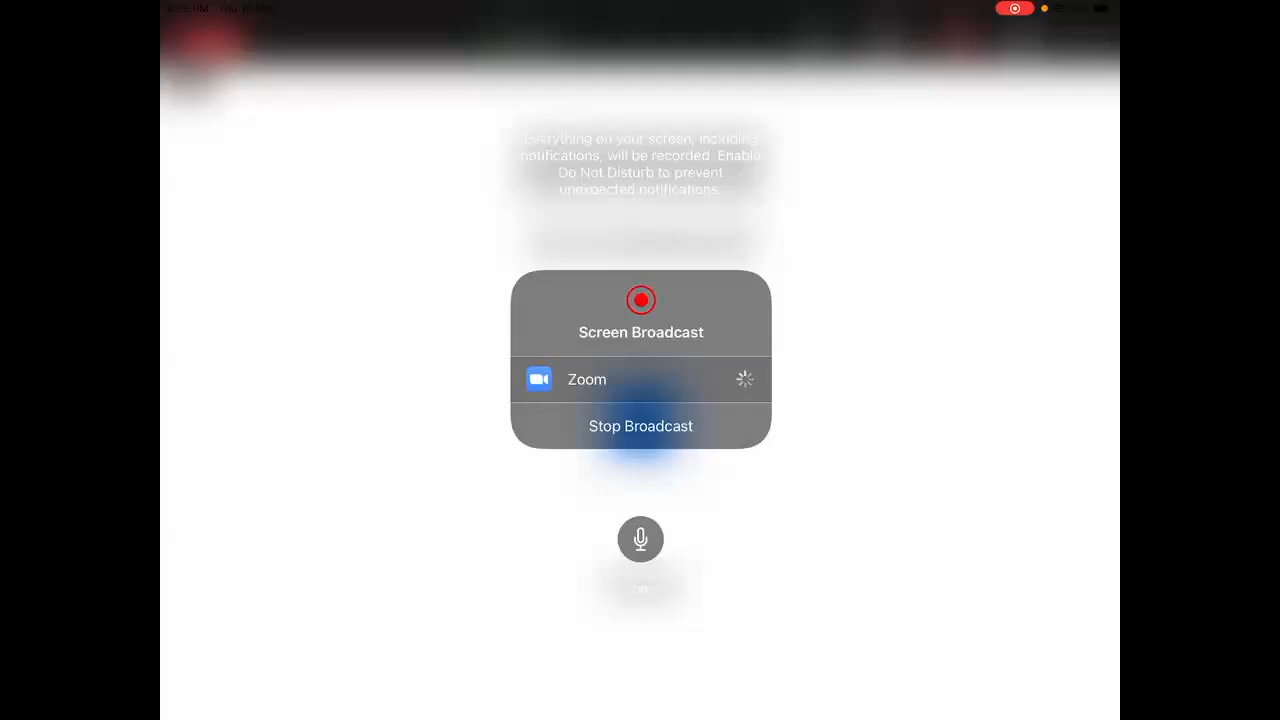 Everything on your screen, including
notifications, will be recorded. Enable
Do Not Disturb to prevent
unexpected notifications.
Screen Broadcast
Zoom
Stop Broadcast